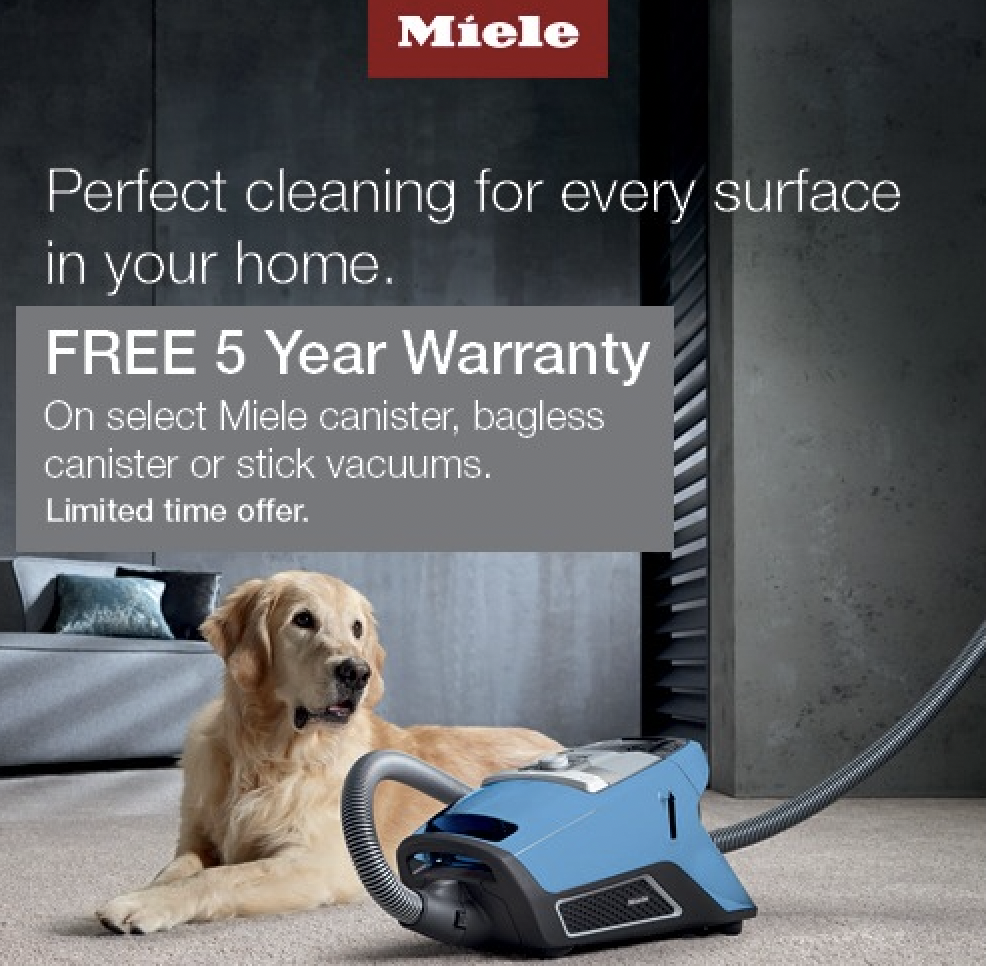 Miele
Perfect cleaning for every surface
in your home.
FREE 5 Year Warranty
On select Miele canister, bagless
canister or stick vacuums.
Limited time offer.